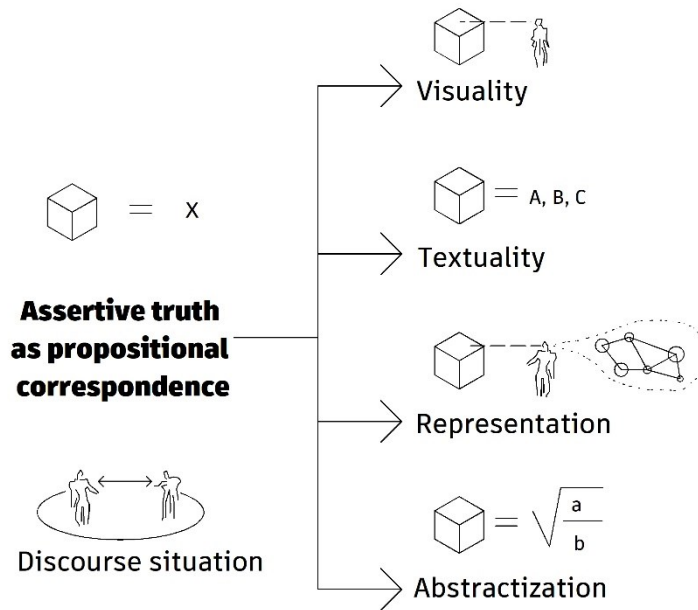 = X
Assertive truth
as propositional
correspondence
Discourse situation
Visuality
= A, B, C
Textuality
Representation
= √a/b
Abstractization